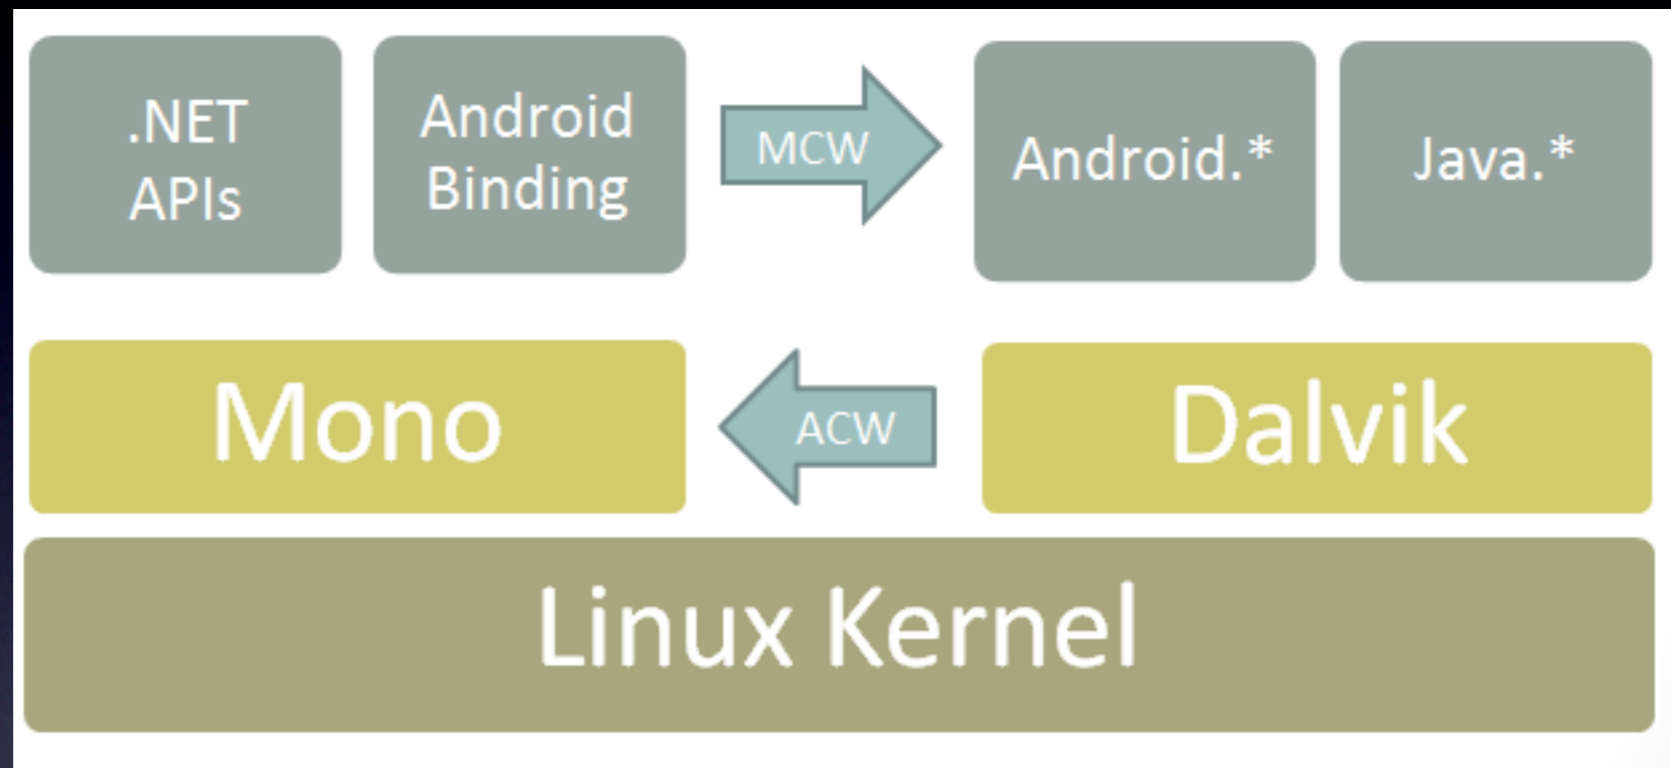 .NET
APIs
Android
Binding
MCW
Android.*
Java.*
Mono
ACW
Dalvik
Linux Kernel